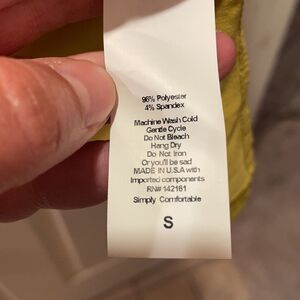 96% Polyester
4% Spandex
Machine Wash Cold
Gentle Cycle
Do Not Bleach
Hang Dry
Do Not Iron
Or you'll be sad
MADE IN U.S.A with
Imported components
RN# 142161
Simply Comfortable
S